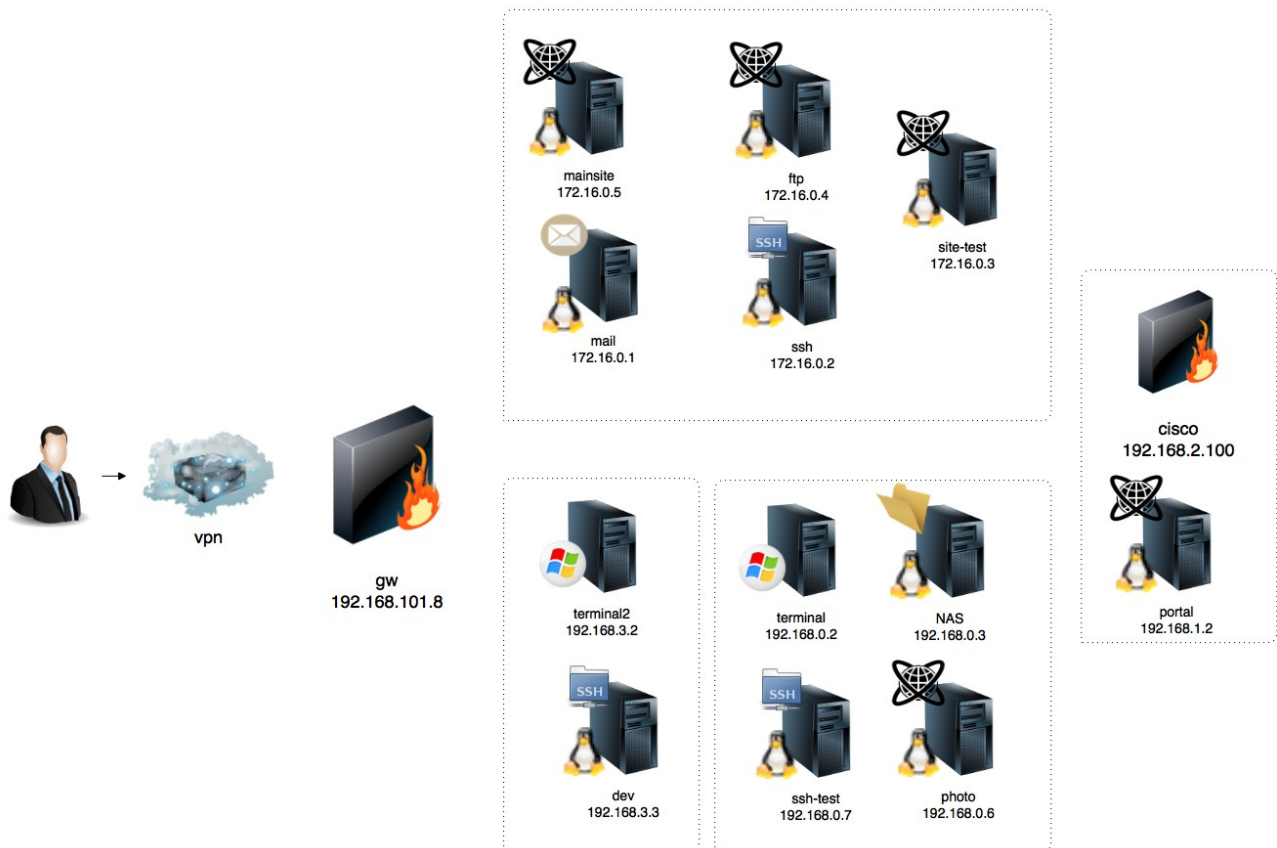 mainsite
172.16.0.5
ftp
172.16.0.4
site-test
172.16.0.3
mail
172.16.0.1
SSH
ssh
172.16.0.2
vpn
gw
192.168.101.8
terminal2
192.168.3.2
SSH
dev
192.168.3.3
terminal
192.168.0.2
NAS
192.168.0.3
SSH
ssh-test
192.168.0.7
photo
192.168.0.6
cisco
192.168.2.100
portal
192.168.1.2